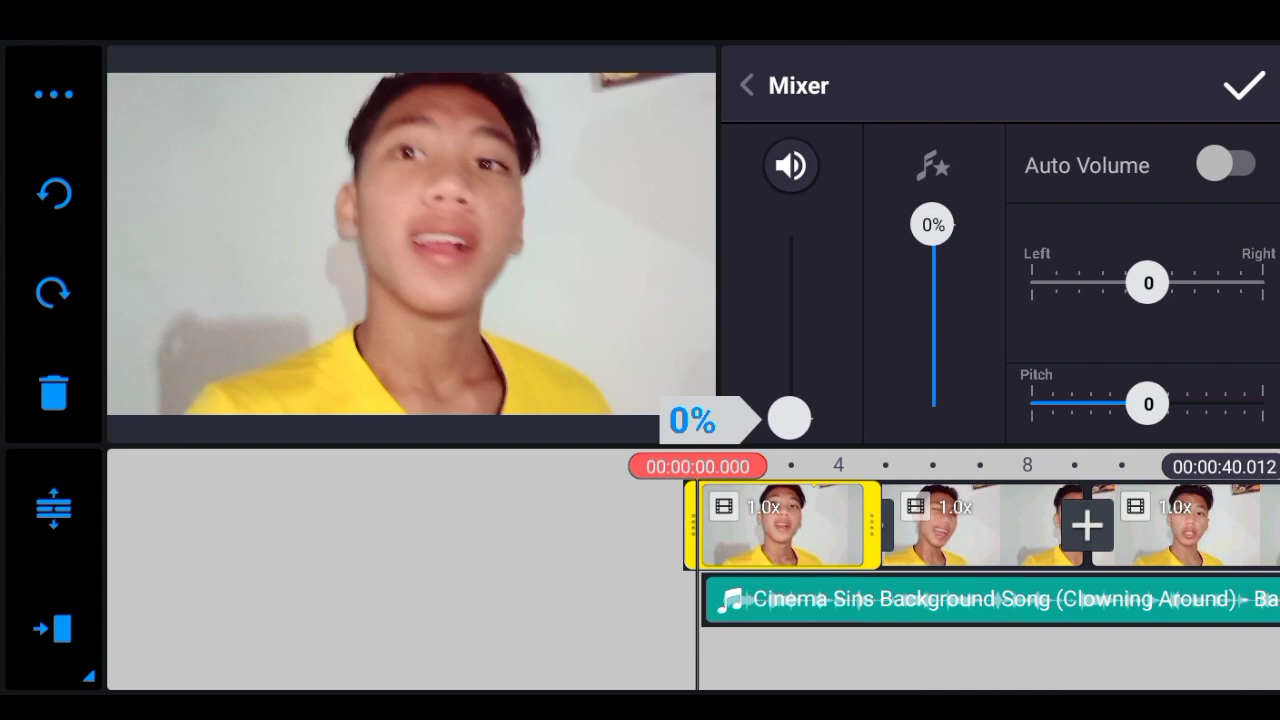 Mixer
Auto Volume
0%
Left Right
0
Pitch
0
0%
00:00:00.000 4 8 00:00:40.012
1.0x 1.0x 1.0x
Cinema Sins Background Song (Clowning Around) - Ba